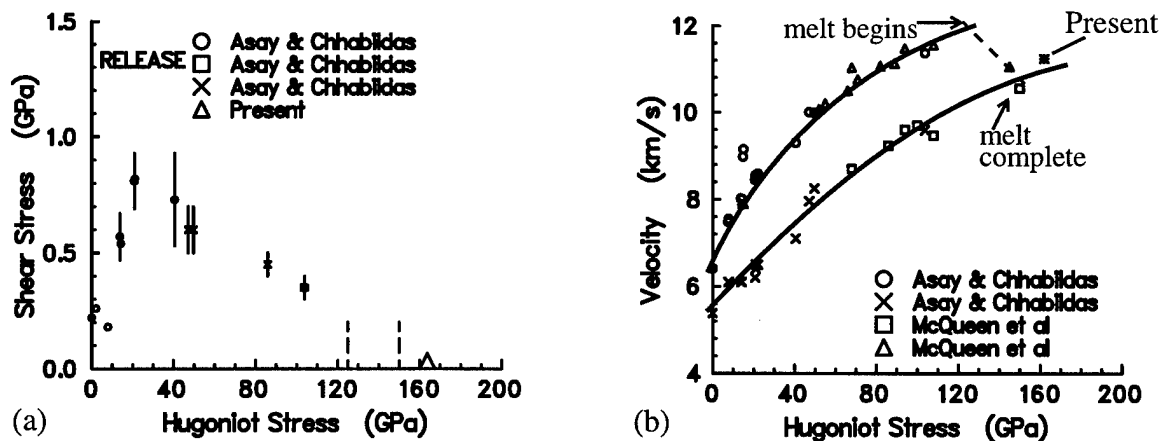 1.5
1.0
0.5
0.0
Shear Stress (GPa)
RELEASE
Asay & Chhabildas
Asay & Chhabildas
Asay & Chhabildas
Present
0 40 80 120 160 200
Hugoniot Stress (GPa)
(a)
12
10
8
6
4
Velocity (km/s)
melt begins
Present
melt
complete
Asay & Chhabildas
Asay & Chhabildas
McQueen et al
McQueen et al
0 40 80 120 160 200
Hugoniot Stress (GPa)
(b)